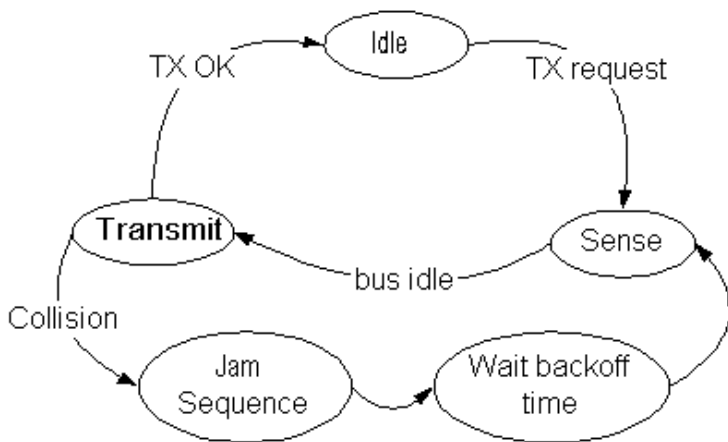 Idle
TX OK
TX request
Transmit
Sense
bus idle
Collision
Jam
Sequence
Wait backoff
time